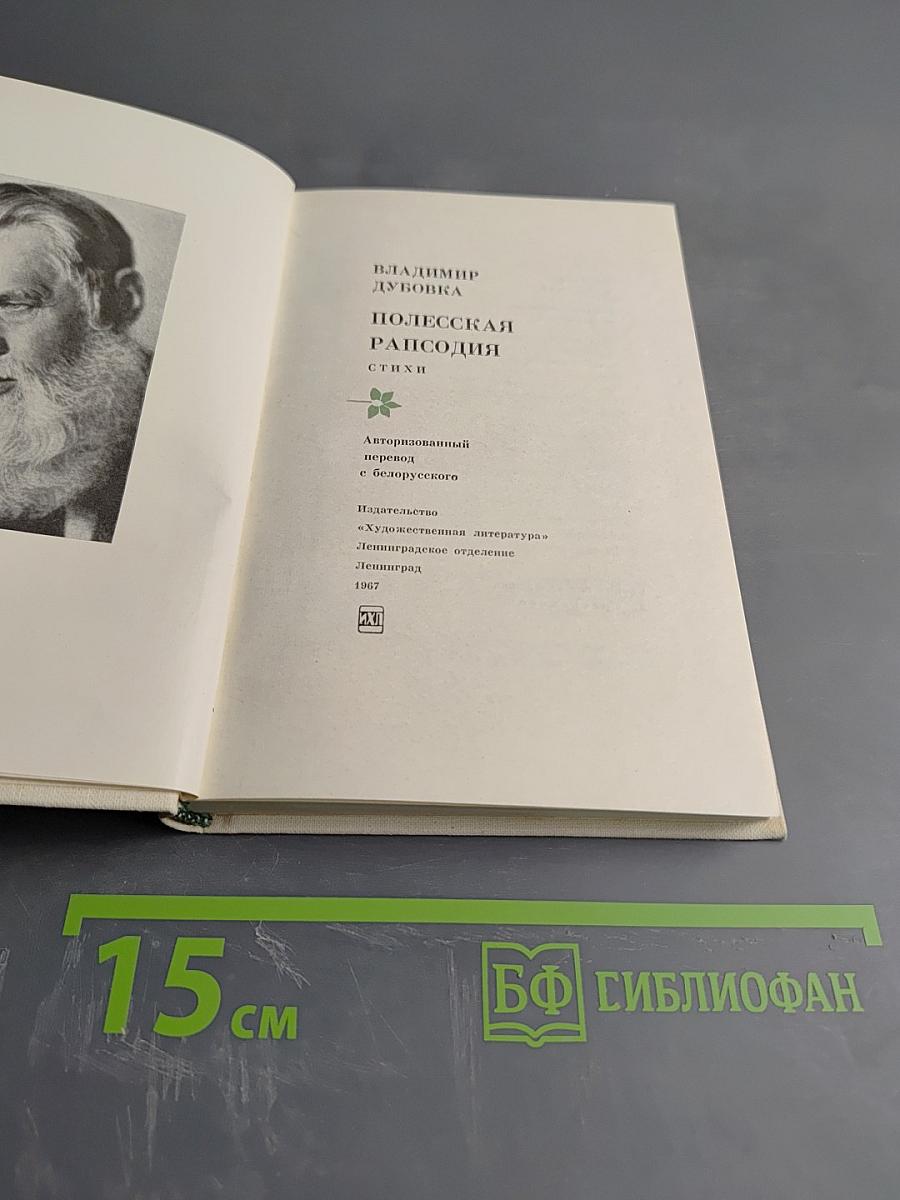 ВЛАДИМИР
ДУБОВКА
ПОЛЕССКАЯ
РАПСОДИЯ
СТИХИ
Авторизованный
перевод
с белорусского
Издательство
«Художественная литература»
Ленинградское отделение
Ленинград
1967
ИХЛ
15 см
БФ БИБЛИОФАН